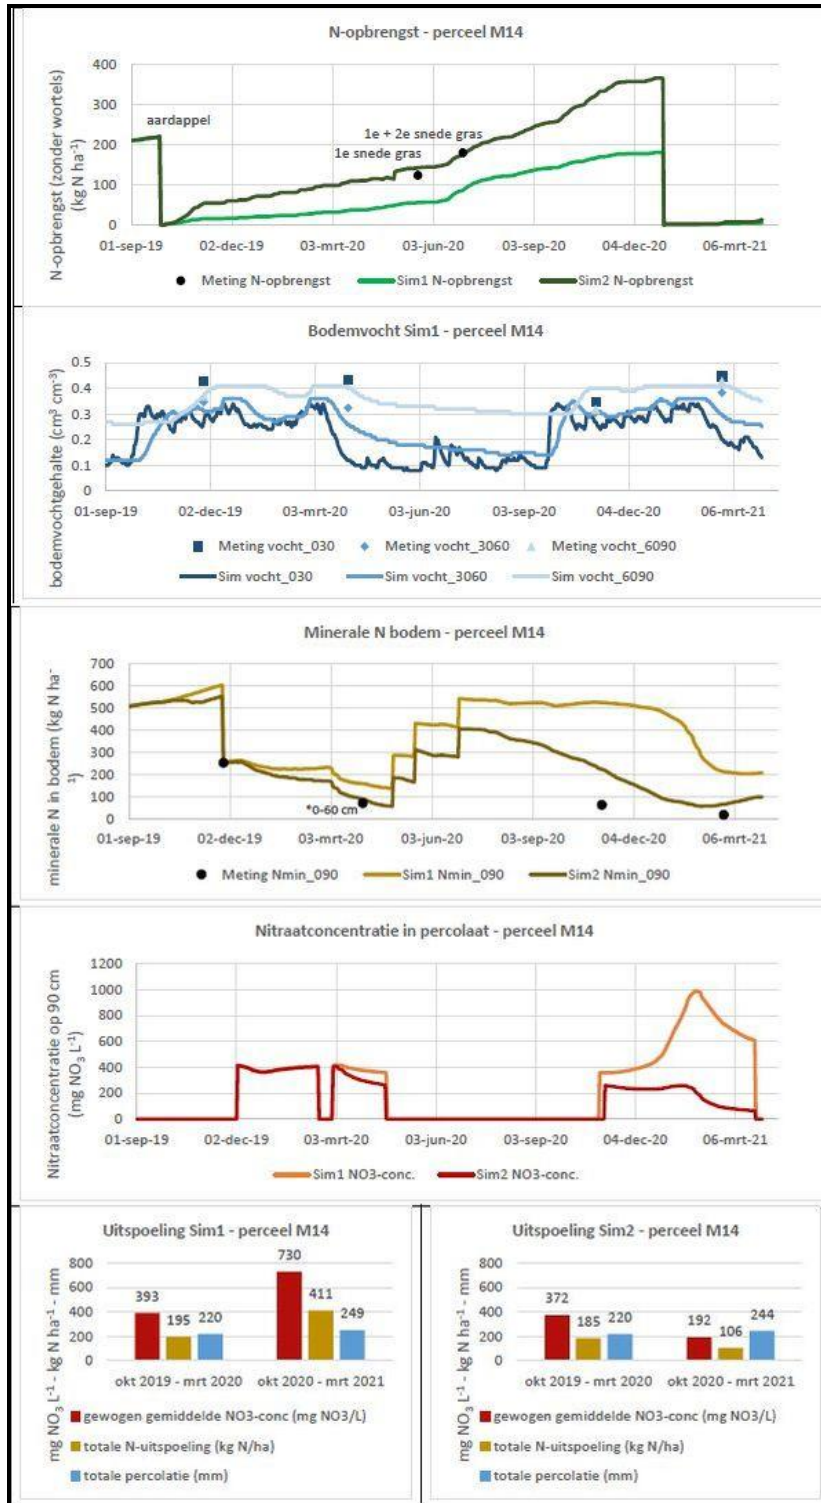 N-opbrengst - perceel M14
N-opbrengst (zonder wortels)
(kg N ha⁻¹)
400
300
200
100
0
aardappel
1e + 2e snede gras
1e snede gras
01-sep-19 02-dec-19 03-mrt-20 03-jun-20 03-sep-20 04-dec-20 06-mrt-21
Meting N-opbrengst Sim1 N-opbrengst Sim2 N-opbrengst
Bodemvocht Sim1 - perceel M14
bodemvochtgehalte (cm³ cm⁻³)
0.5
0.4
0.3
0.2
0.1
0
01-sep-19 02-dec-19 03-mrt-20 03-jun-20 03-sep-20 04-dec-20 06-mrt-21
Meting vocht_030 Meting vocht_3060 Meting vocht_6090
Sim vocht_030 Sim vocht_3060 Sim vocht_6090
Minerale N bodem - perceel M14
minerale N in bodem (kg N ha⁻
¹)
700
600
500
400
300
200
100
0
*0-60 cm
01-sep-19 02-dec-19 03-mrt-20 03-jun-20 03-sep-20 04-dec-20 06-mrt-21
Meting Nmin_090 Sim1 Nmin_090 Sim2 Nmin_090
Nitraatconcentratie in percolaat - perceel M14
Nitraatconcentratie op 90 cm
(mg NO₃ L⁻¹)
1200
1000
800
600
400
200
0
01-sep-19 02-dec-19 03-mrt-20 03-jun-20 03-sep-20 04-dec-20 06-mrt-21
Sim1 NO3-conc. Sim2 NO3-conc.
Uitspoeling Sim1 - perceel M14
mg NO₃ L⁻¹ - kg N ha⁻¹ - mm
800
600
400
200
0
393 195 220
730 411 249
okt 2019 - mrt 2020 okt 2020 - mrt 2021
gewogen gemiddelde NO3-conc (mg NO3/L)
totale N-uitspoeling (kg N/ha)
totale percolatie (mm)
Uitspoeling Sim2 - perceel M14
mg NO₃ L⁻¹ - kg N ha⁻¹ - mm
800
600
400
200
0
372 185 220
192 106 244
okt 2019 - mrt 2020 okt 2020 - mrt 2021
gewogen gemiddelde NO3-conc (mg NO3/L)
totale N-uitspoeling (kg N/ha)
totale percolatie (mm)